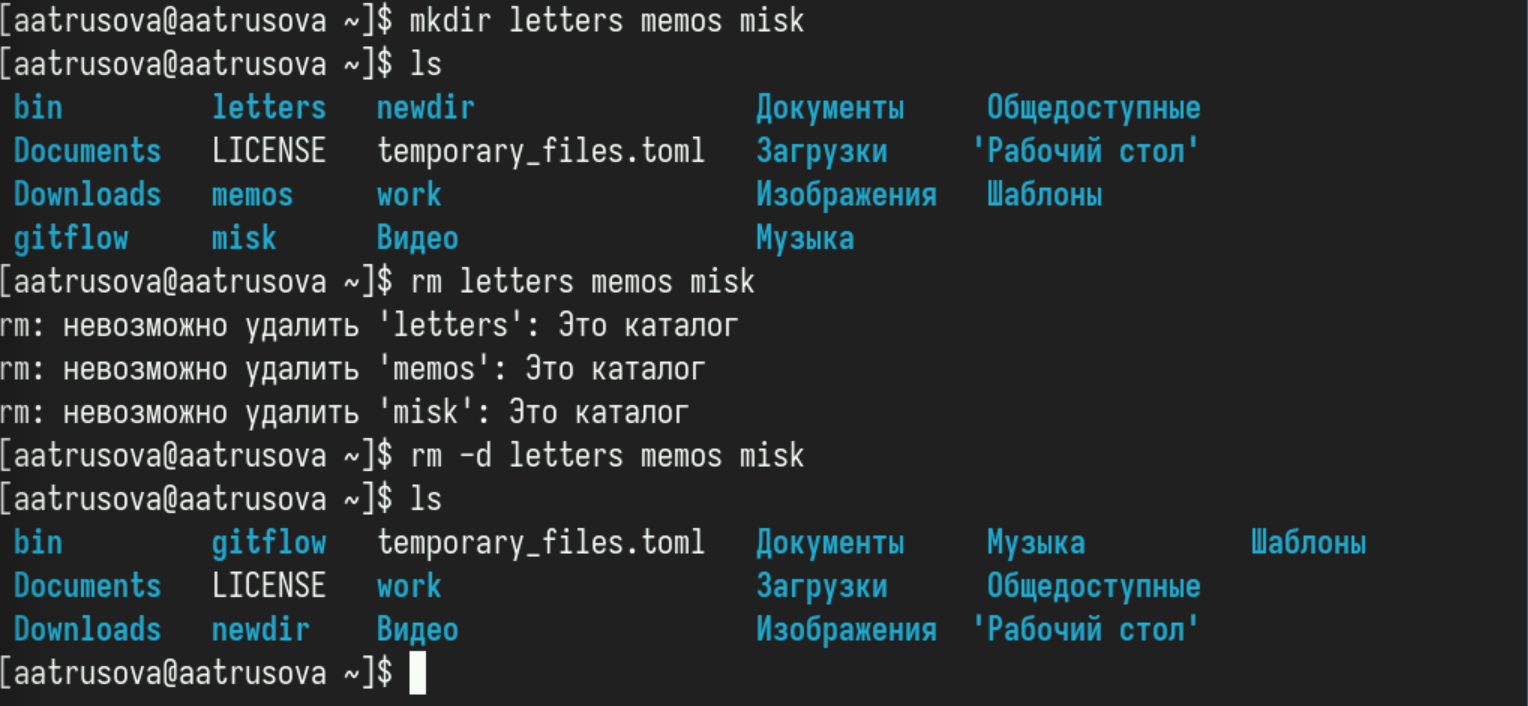 [aatrusova@aatrusova ~]$ mkdir letters memos misk
[aatrusova@aatrusova ~]$ ls
bin letters newdir Документы Общедоступные
Documents LICENSE temporary_files.toml Загрузки 'Рабочий стол'
Downloads memos work Изображения Шаблоны
gitflow misk Видео Музыка
[aatrusova@aatrusova ~]$ rm letters memos misk
rm: невозможно удалить 'letters': Это каталог
rm: невозможно удалить 'memos': Это каталог
rm: невозможно удалить 'misk': Это каталог
[aatrusova@aatrusova ~]$ rm -d letters memos misk
[aatrusova@aatrusova ~]$ ls
bin gitflow temporary_files.toml Документы Музыка Шаблоны
Documents LICENSE work Загрузки Общедоступные
Downloads newdir Видео Изображения 'Рабочий стол'
[aatrusova@aatrusova ~]$